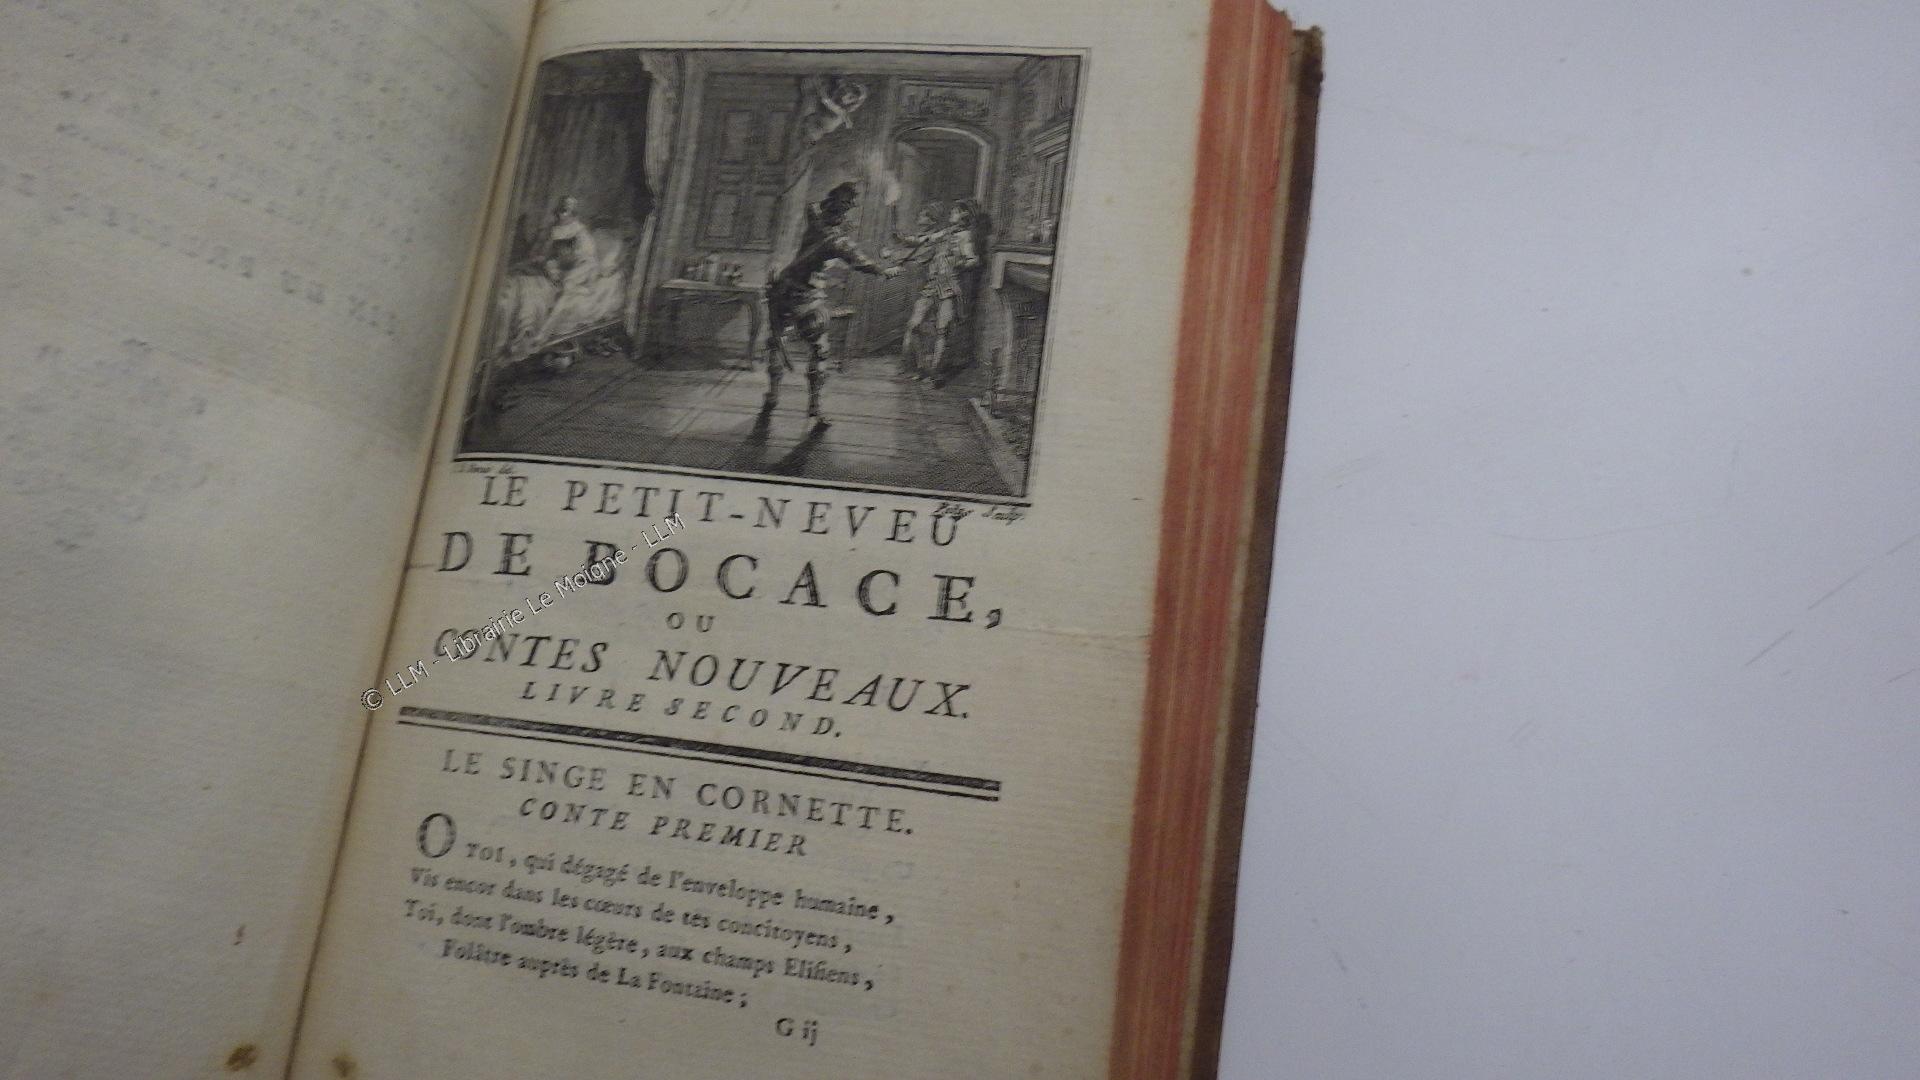 LE PETIT-NEVEU
DE BOCACE,
OU
CONTES NOUVEAUX.
LIVRE SECOND.
LE SINGE EN CORNETTE.
CONTE PREMIER
O TOI, qui dégagé de l'enveloppe humaine,
Vis encor dans les cœurs de tes concitoyens,
Toi, dont l'ombre légère, aux champs Elisiens,
Folâtre auprès de La Fontaine;
G ij
© LLM - Librairie Le Moigne - LLM